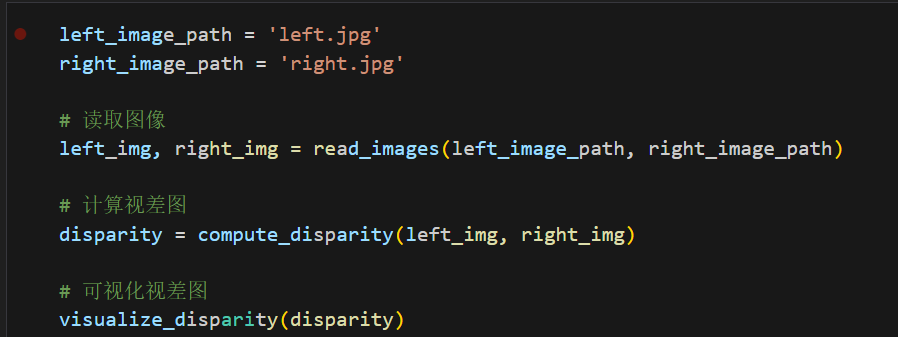 left_image_path = 'left.jpg'
right_image_path = 'right.jpg'
# 读取图像
left_img, right_img = read_images(left_image_path, right_image_path)
# 计算视差图
disparity = compute_disparity(left_img, right_img)
# 可视化视差图
visualize_disparity(disparity)